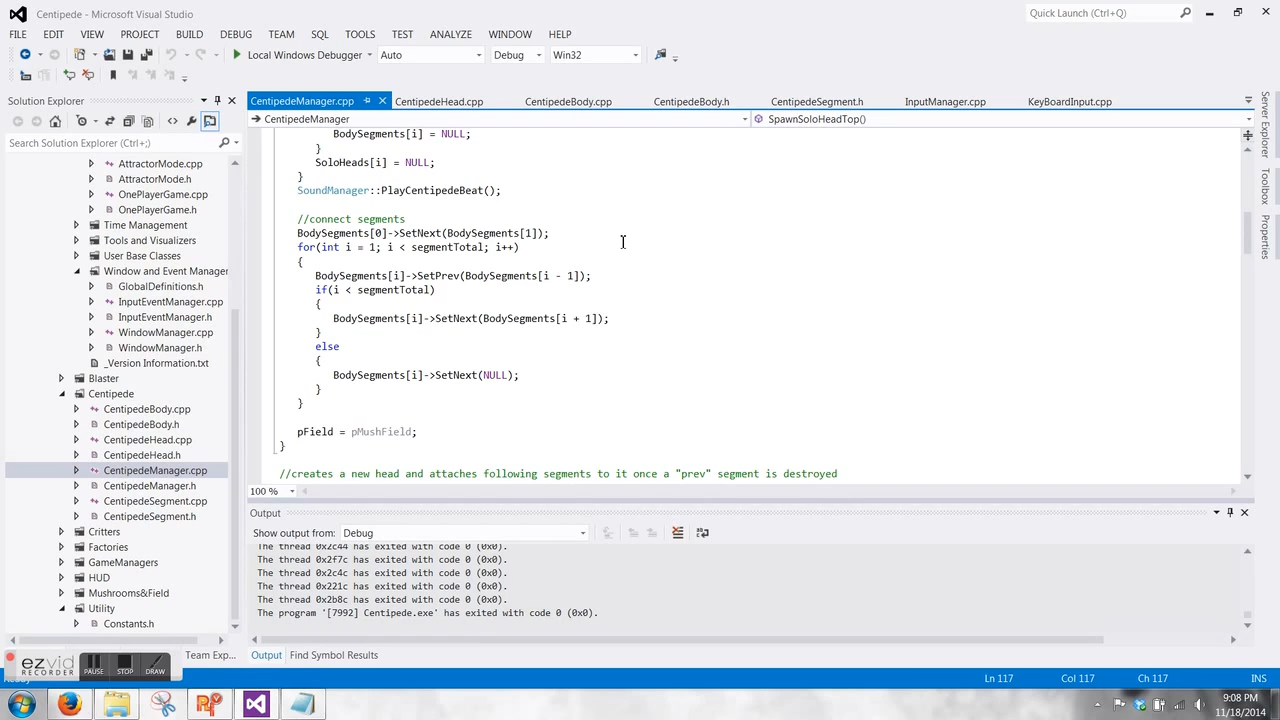 Centipede - Microsoft Visual Studio
Quick Launch (Ctrl+Q)
FILE EDIT VIEW PROJECT BUILD DEBUG TEAM SQL TOOLS TEST ANALYZE WINDOW HELP
Local Windows Debugger Auto Debug Win32
Solution Explorer
CentipedeManager.cpp CentipedeHead.cpp CentipedeBody.cpp CentipedeBody.h CentipedeSegment.h InputManager.cpp KeyBoardInput.cpp
CentipedeManager SpawnSoloHeadTop()
Search Solution Explorer (Ctrl+;)
AttractorMode.cpp
AttractorMode.h
OnePlayerGame.cpp
OnePlayerGame.h
Time Management
Tools and Visualizers
User Base Classes
Window and Event Manager
GlobalDefinitions.h
InputEventManager.cpp
InputEventManager.h
WindowManager.cpp
WindowManager.h
_Version Information.txt
Blaster
Centipede
CentipedeBody.cpp
CentipedeBody.h
CentipedeHead.cpp
CentipedeHead.h
CentipedeManager.cpp
CentipedeManager.h
CentipedeSegment.cpp
CentipedeSegment.h
Critters
Factories
GameManagers
HUD
Mushrooms&Field
Utility
Constants.h
BodySegments[i] = NULL;
}
SoloHeads[i] = NULL;
}
SoundManager::PlayCentipedeBeat();
//connect segments
BodySegments[0]->SetNext(BodySegments[1]);
for(int i = 1; i < segmentTotal; i++)
{
BodySegments[i]->SetPrev(BodySegments[i - 1]);
if(i < segmentTotal)
{
BodySegments[i]->SetNext(BodySegments[i + 1]);
}
else
{
BodySegments[i]->SetNext(NULL);
}
}
pField = pMushField;
}
//creates a new head and attaches following segments to it once a "prev" segment is destroyed
100 %
Output
Show output from: Debug
The thread 0x2c44 has exited with code 0 (0x0).
The thread 0x2f7c has exited with code 0 (0x0).
The thread 0x2c4c has exited with code 0 (0x0).
The thread 0x221c has exited with code 0 (0x0).
The thread 0x2b8c has exited with code 0 (0x0).
The program '[7992] Centipede.exe' has exited with code 0 (0x0).
Server Explorer
Toolbox
Properties
ezvid
RECORDER
PAUSE STOP DRAW
Team Exp... Output Find Symbol Results
Ln 117 Col 117 Ch 117 INS
9:08 PM
11/18/2014